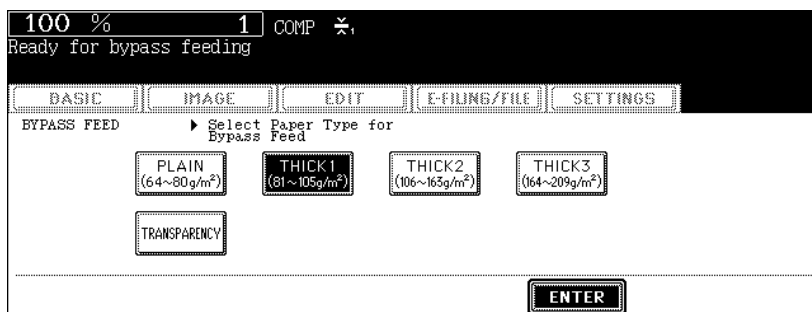 100 % 1 COMP
Ready for bypass feeding
BASIC IMAGE EDIT E-FILING/FILE SETTINGS
BYPASS FEED Select Paper Type for
Bypass Feed
PLAIN THICK1 THICK2 THICK3
(64~80g/m²) (81~105g/m²) (106~163g/m²) (164~209g/m²)
TRANSPARENCY
ENTER